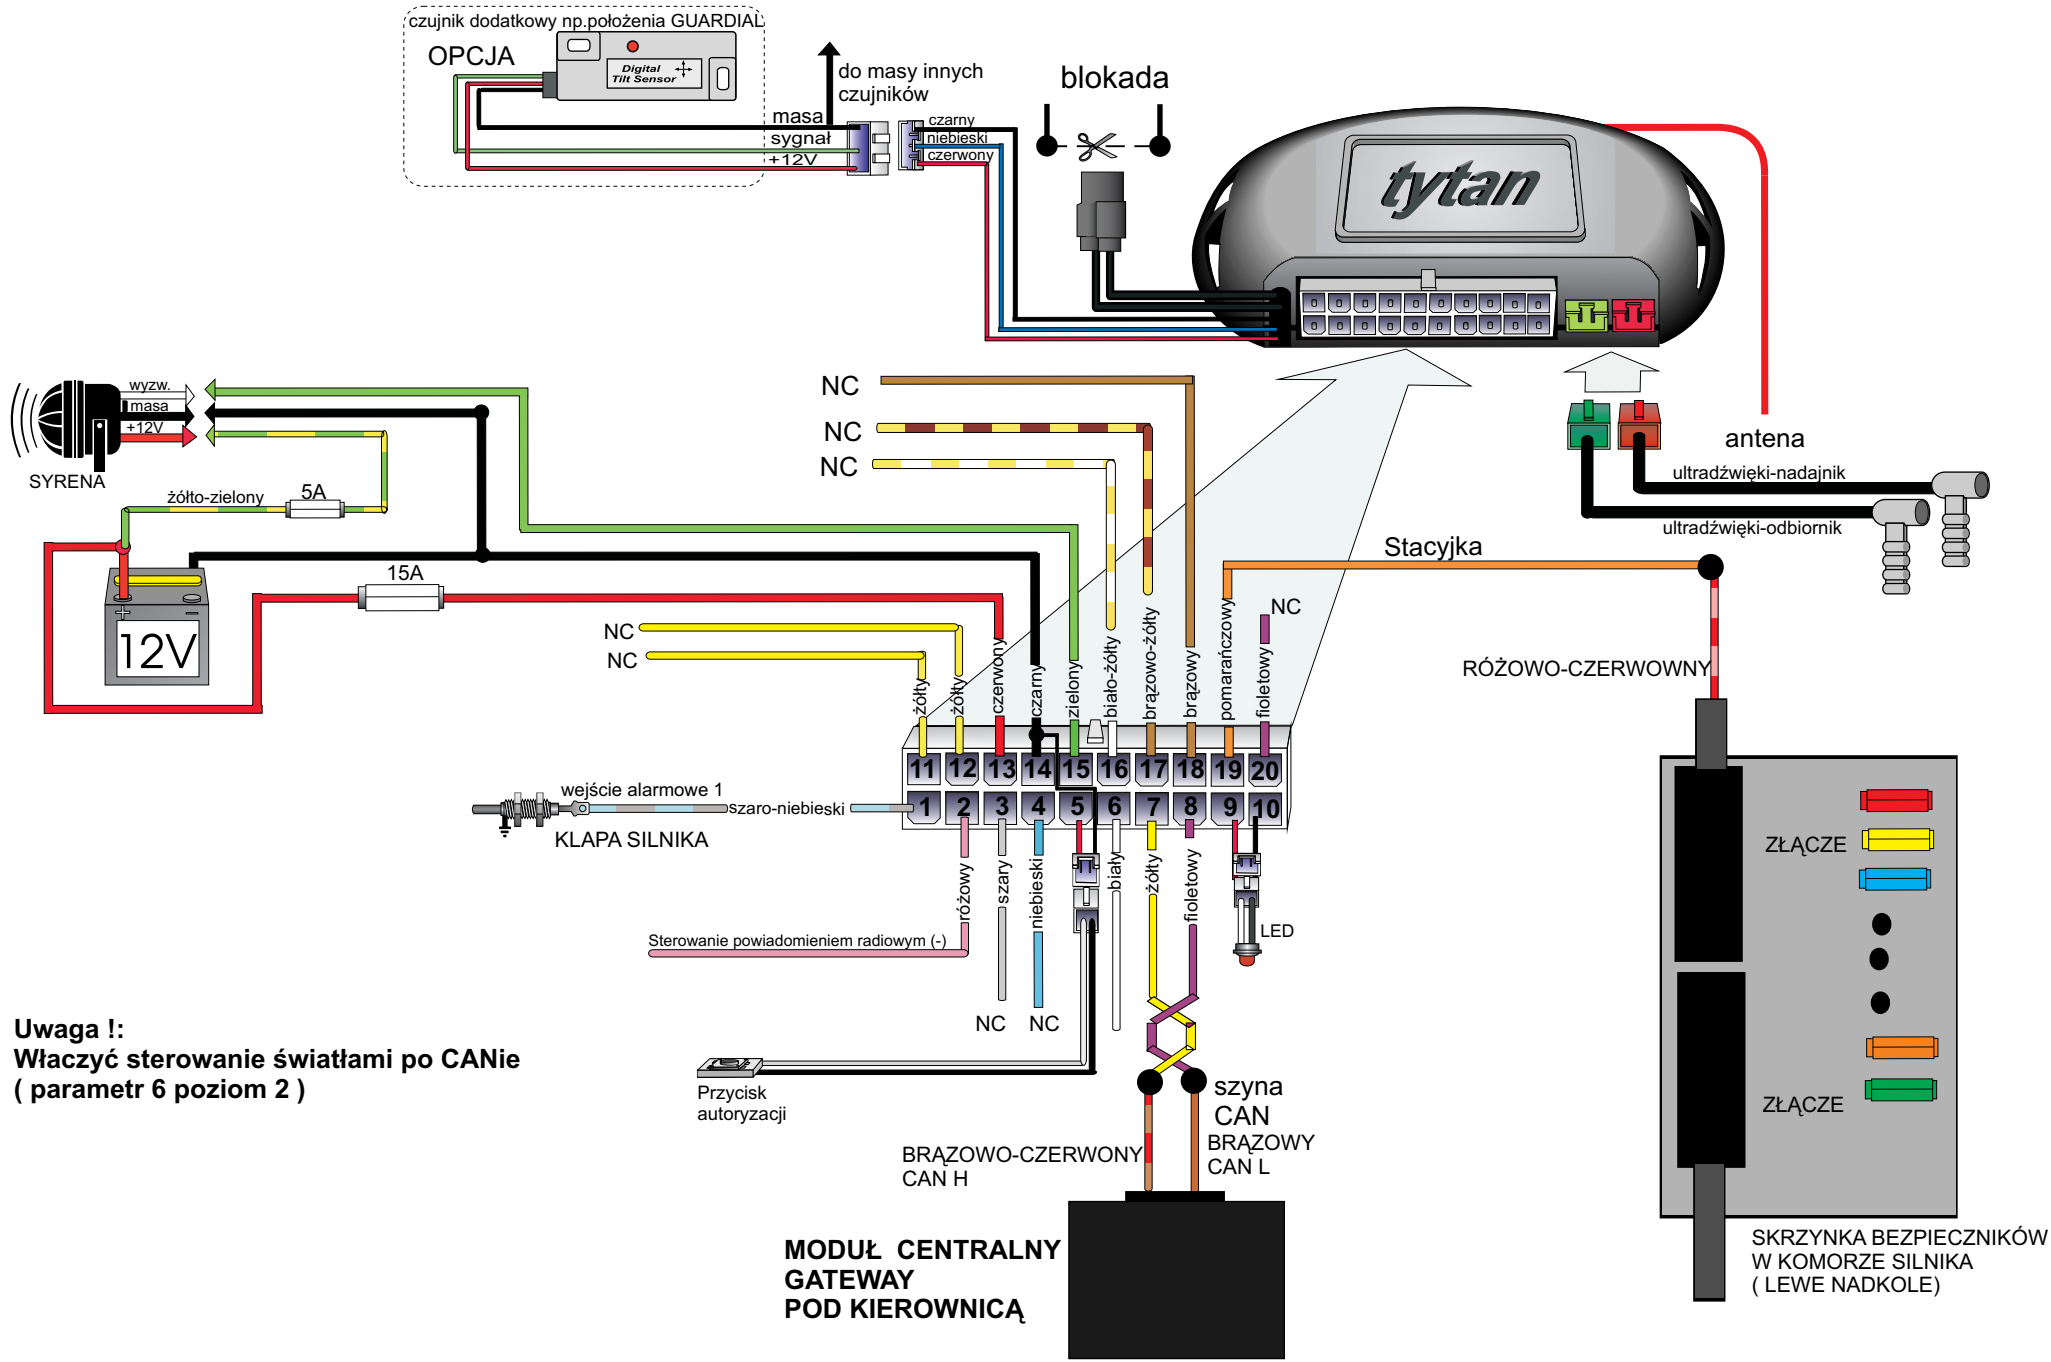 czujnik dodatkowy np.położenia GUARDIAL
OPCJA
Digital
Tilt Sensor
do masy innych
czujników
masa
sygnał
+12V
czarny
niebieski
czerwony
blokada
tytan
wyzw.
masa
+12V
SYRENA
żółto-zielony
5A
12V
15A
NC
NC
NC
NC
NC
antena
ultradźwięki-nadajnik
ultradźwięki-odbiornik
Stacyjka
NC
RÓŻOWO-CZERWOWNY
żółty
żółty
czerwony
czarny
zielony
biało-żółty
brązowo-żółty
brązowy
pomarańczowy
fioletowy
11 12 13 14 15 16 17 18 19 20
1 2 3 4 5 6 7 8 9 10
wejście alarmowe 1
szaro-niebieski
KLAPA SILNIKA
różowy
szary
niebieski
biały
żółty
fioletowy
LED
Sterowanie powiadomieniem radiowym (-)
NC
NC
Przycisk
autoryzacji
Uwaga !:
Właczyć sterowanie światłami po CANie
( parametr 6 poziom 2 )
szyna
CAN
BRĄZOWO-CZERWONY
CAN H
BRĄZOWY
CAN L
MODUŁ CENTRALNY
GATEWAY
POD KIEROWNICĄ
ZŁĄCZE
ZŁĄCZE
SKRZYNKA BEZPIECZNIKÓW
W KOMORZE SILNIKA
( LEWE NADKOLE)